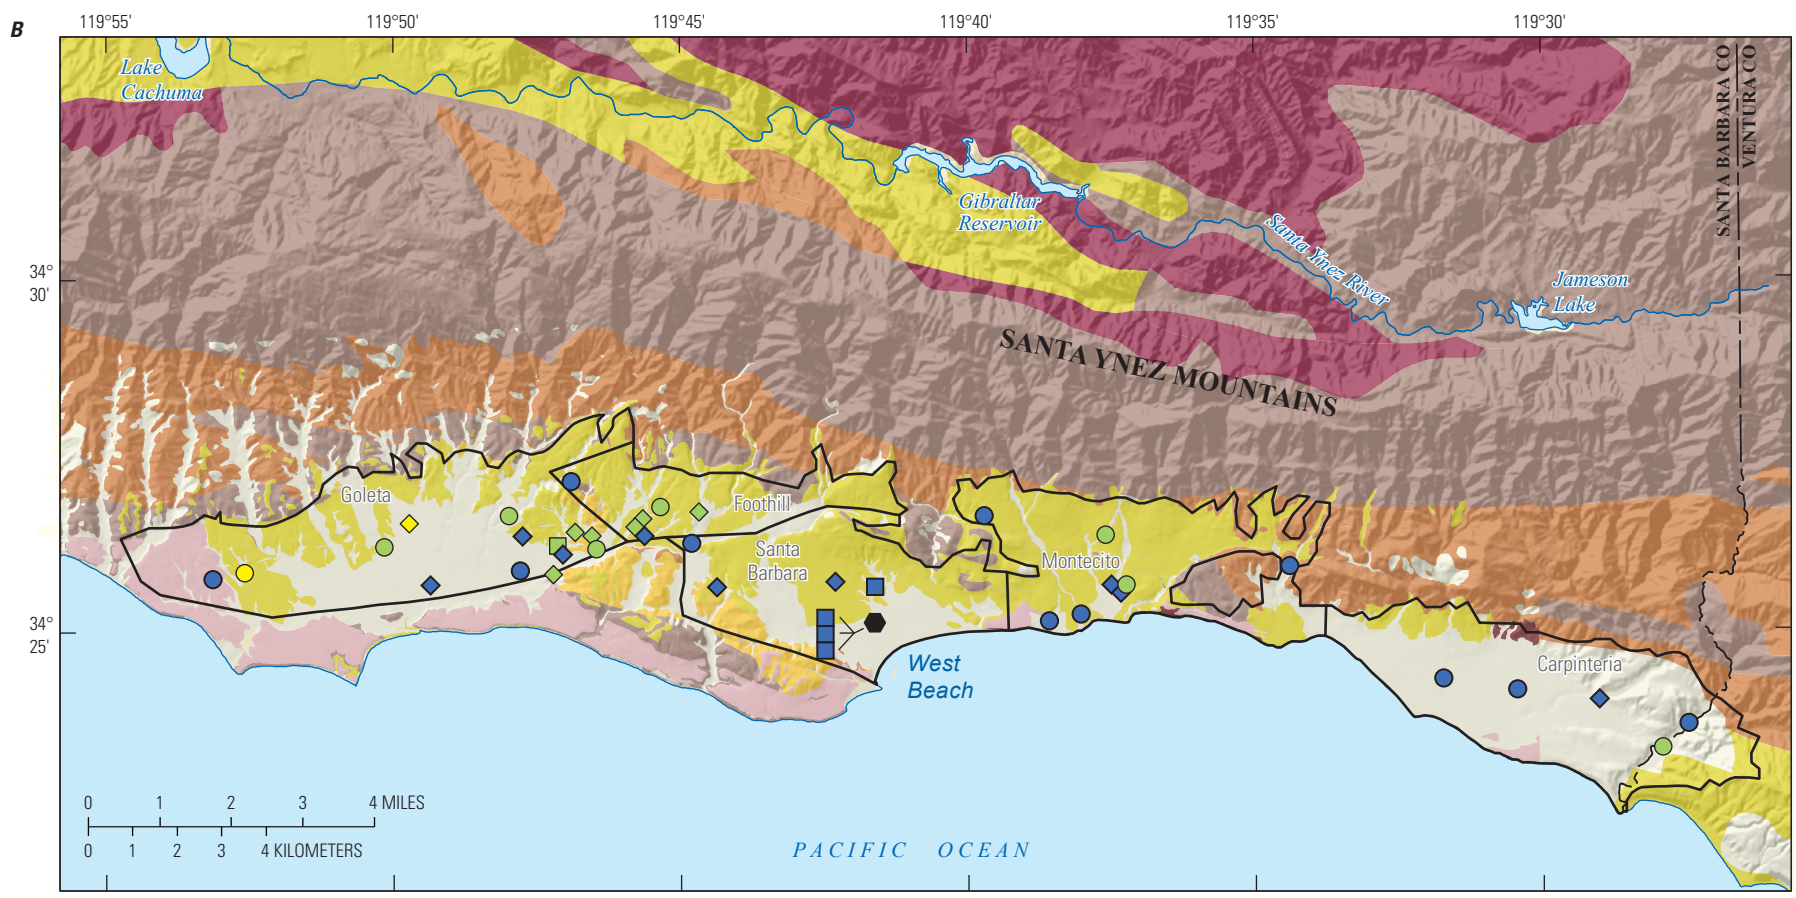 B
119°55' 119°50' 119°45' 119°40' 119°35' 119°30'
Lake
Cachuma
SANTA BARBARA CO
VENTURA CO
Gibraltar
Reservoir
Santa Ynez River
34°
30'
Jameson
Lake
SANTA YNEZ MOUNTAINS
Goleta
Foothill
Santa
Barbara
Montecito
34°
25'
West
Beach
Carpinteria
0 1 2 3 4 MILES
0 1 2 3 4 KILOMETERS
PACIFIC OCEAN